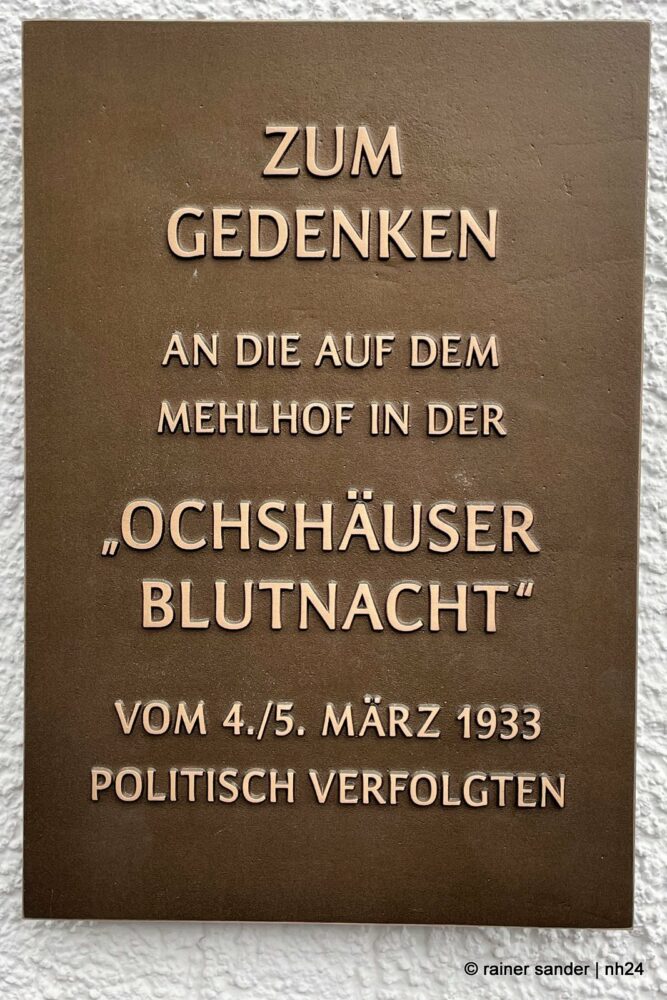 ZUM
GEDENKEN
AN DIE AUF DEM
MEHLHOF IN DER
„OCHSHÄUSER
BLUTNACHT“
VOM 4./5. MÄRZ 1933
POLITISCH VERFOLGTEN
© rainer sander | nh24